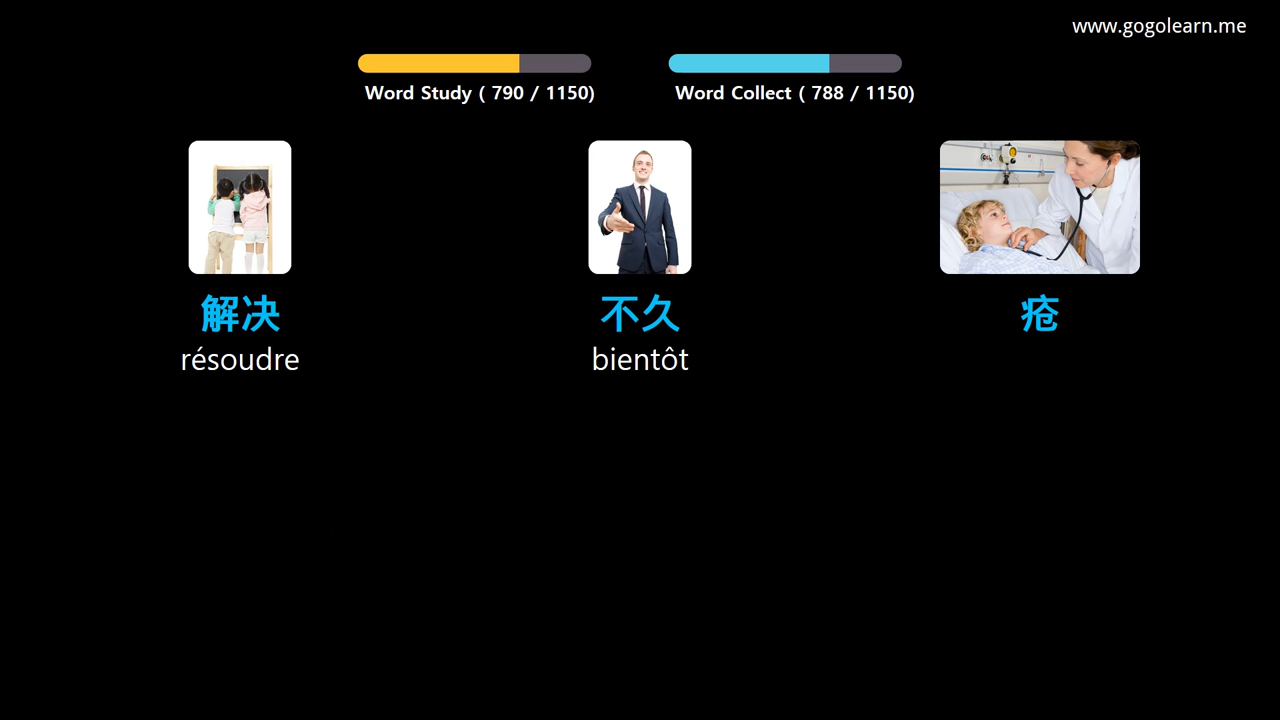 www.gogolearn.me
Word Study ( 790 / 1150)
Word Collect ( 788 / 1150)
解决
不久
疮
résoudre
bientôt